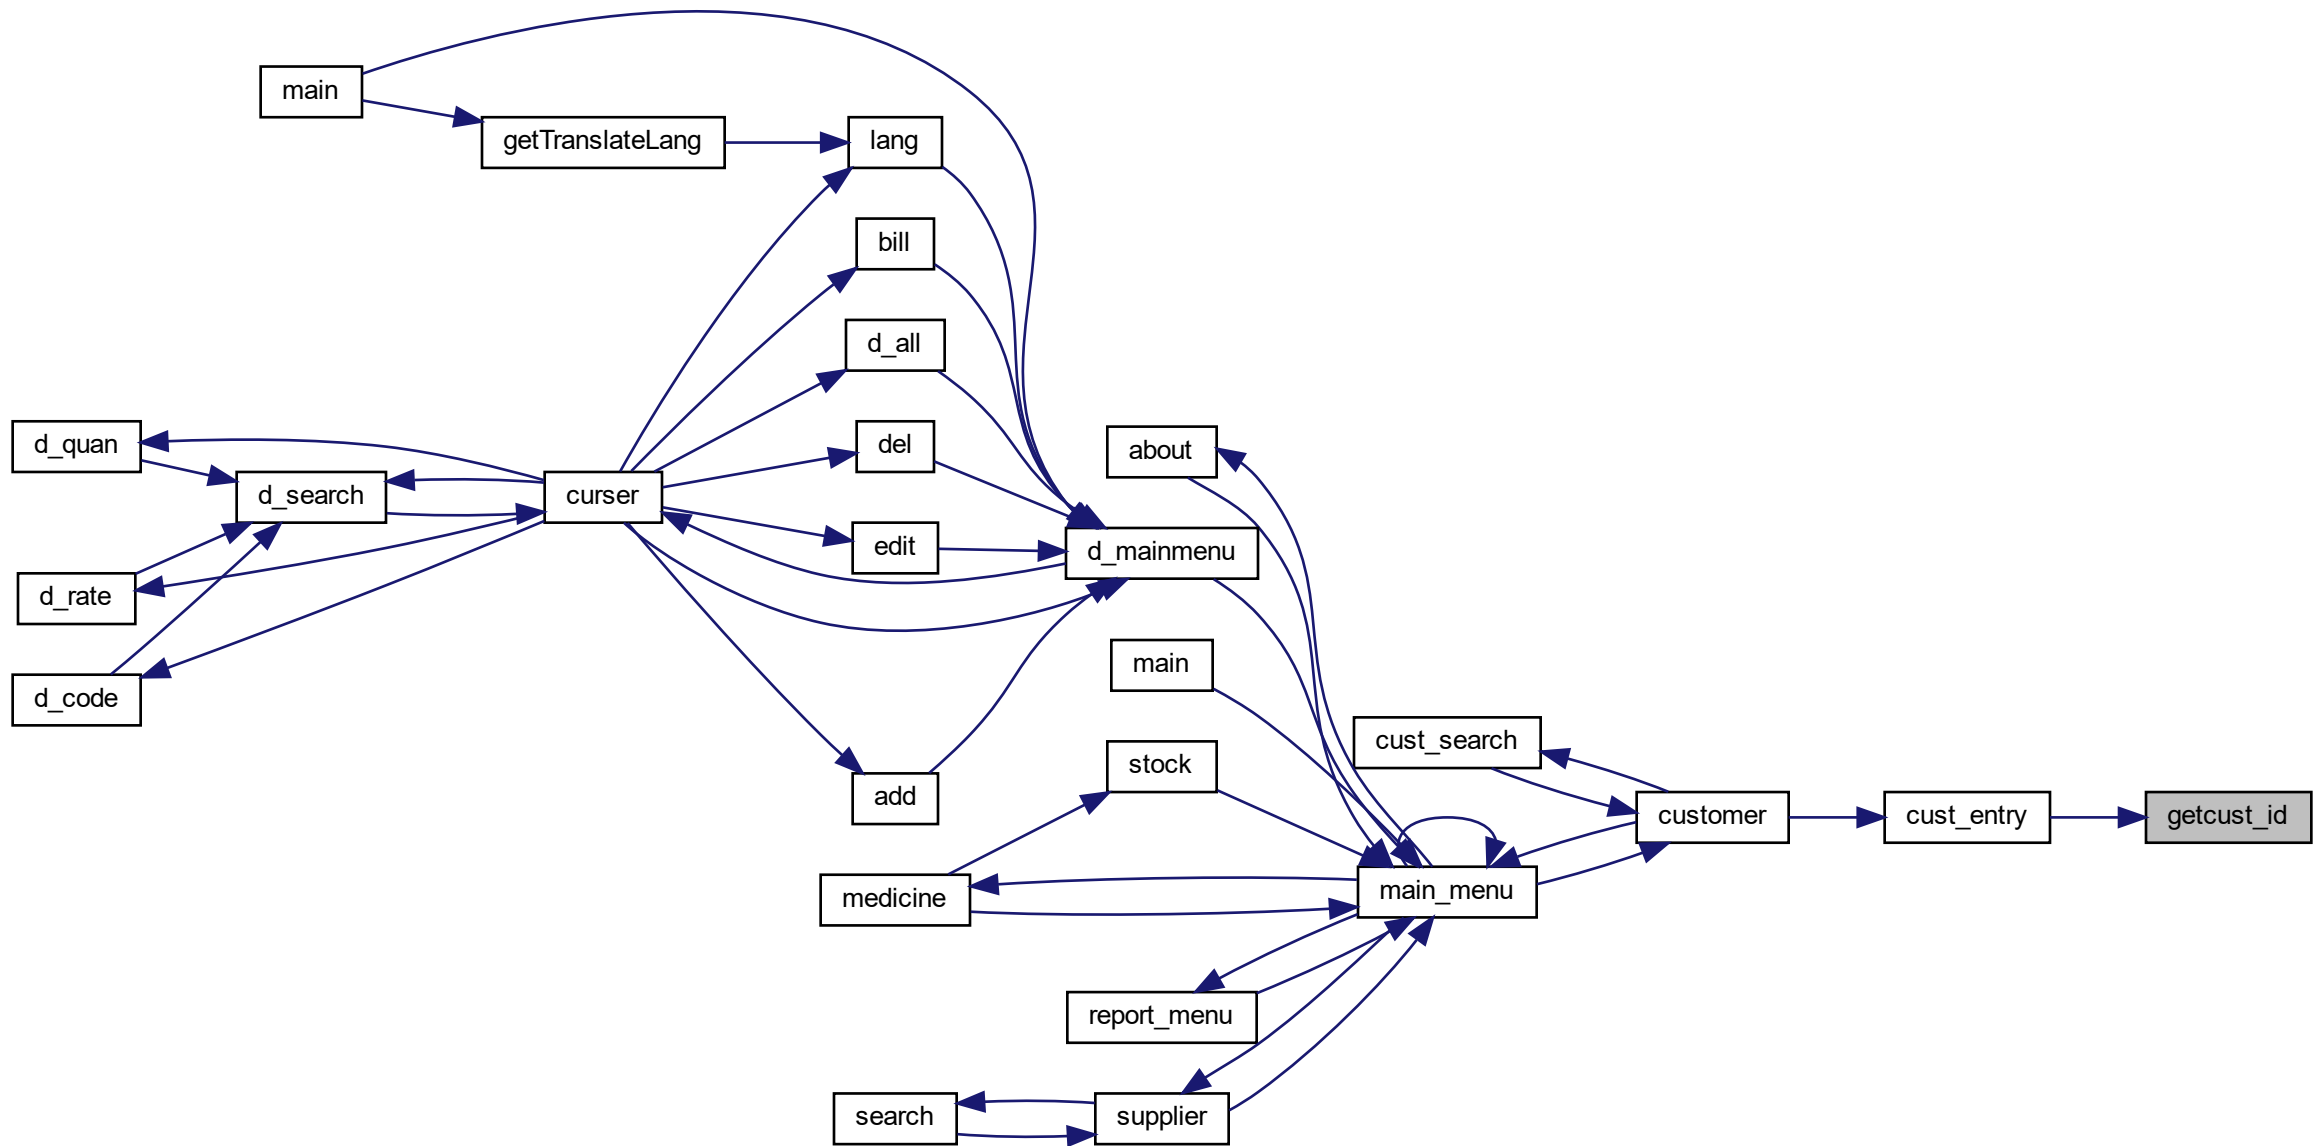 main
getTranslateLang
lang
bill
d_all
d_quan
del
about
d_search
curser
edit
d_mainmenu
d_rate
main
d_code
cust_search
stock
add
customer
cust_entry
getcust_id
medicine
main_menu
report_menu
search
supplier